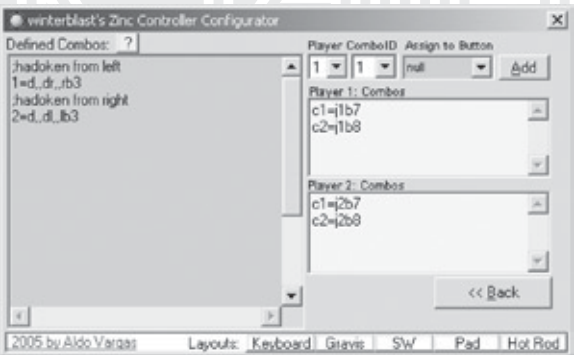 winterblast's Zinc Controller Configurator
Defined Combos: ?
;hadoken from left
1=d,,dr,,rb3
;hadoken from right
2=d,,dl,,lb3
Player ComboID Assign to Button
1 1 null Add
Player 1: Combos
c1=j1b7
c2=j1b8
Player 2: Combos
c1=j2b7
c2=j2b8
<< Back
2005 by Aldo Vargas Layouts: Keyboard Gravis SW Pad Hot Rod